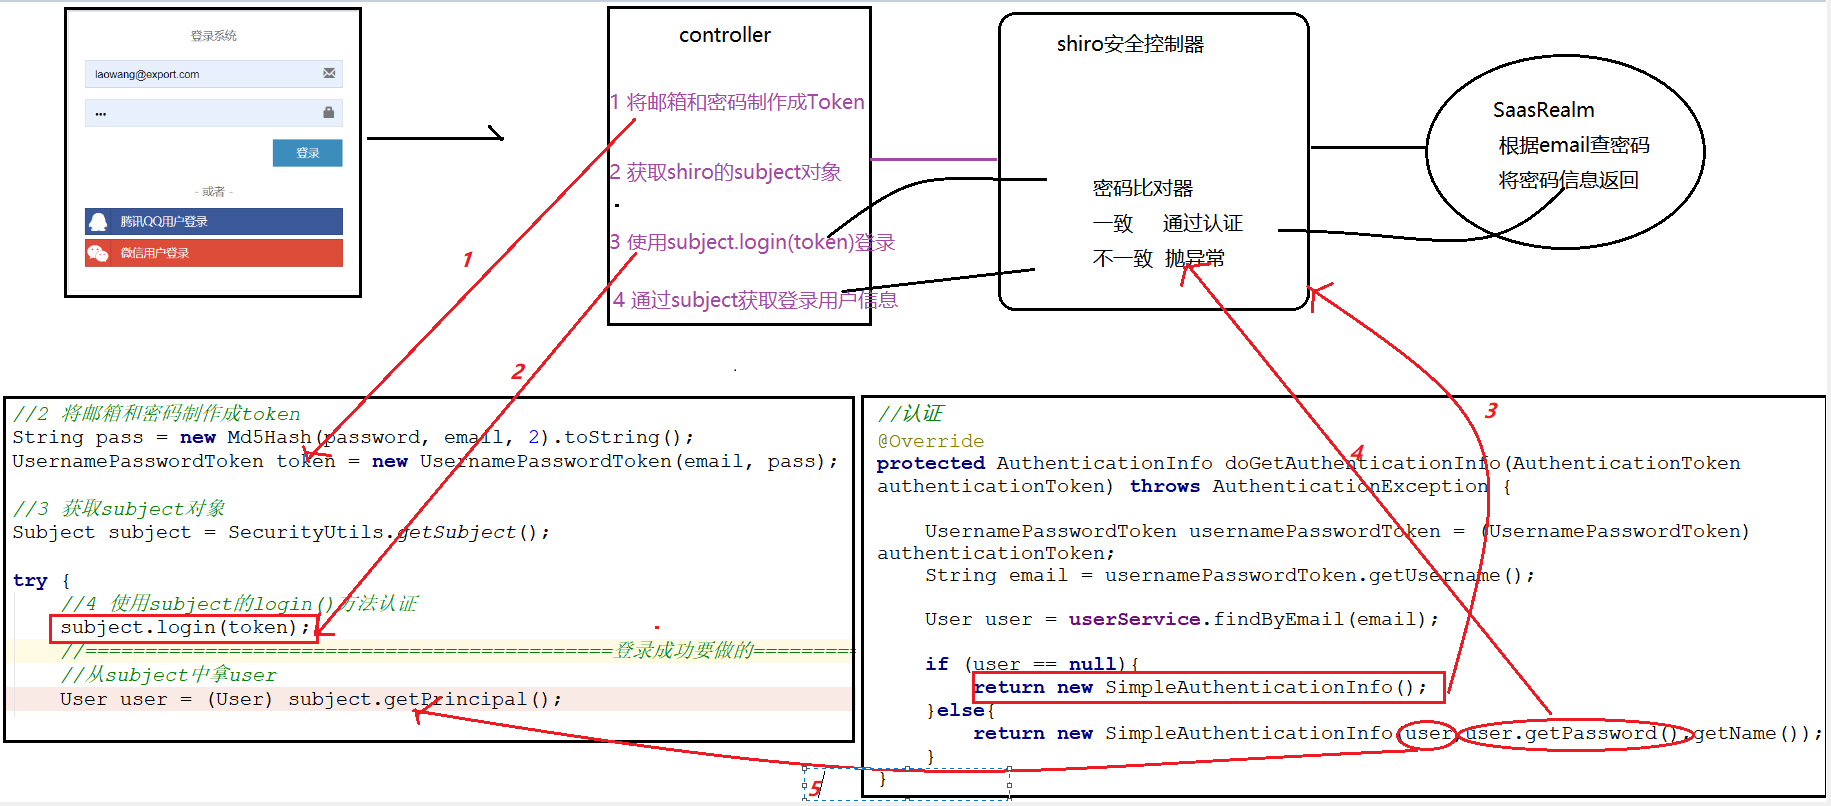 登录系统
laowang@export.com
•••
登录
- 或者 -
腾讯QQ用户登录
微信用户登录
controller
1 将邮箱和密码制作成Token
2 获取shiro的subject对象
.
3 使用subject.login(token)登录
4 通过subject获取登录用户信息
shiro安全控制器
密码比对器
一致 通过认证
不一致 抛异常
SaasRealm
根据email查密码
将密码信息返回
1
2
3
4
5
//2 将邮箱和密码制作成token
String pass = new Md5Hash(password, email, 2).toString();
UsernamePasswordToken token = new UsernamePasswordToken(email, pass);
//3 获取subject对象
Subject subject = SecurityUtils.getSubject();
try {
//4 使用subject的login()方法认证
subject.login(token);
//============================================登录成功要做的=========
//从subject中拿user
User user = (User) subject.getPrincipal();
//认证
@Override
protected AuthenticationInfo doGetAuthenticationInfo(AuthenticationToken
authenticationToken) throws AuthenticationException {
UsernamePasswordToken usernamePasswordToken = (UsernamePasswordToken)
authenticationToken;
String email = usernamePasswordToken.getUsername();
User user = userService.findByEmail(email);
if (user == null){
return new SimpleAuthenticationInfo();
}else{
return new SimpleAuthenticationInfo(user,user.getPassword(),getName());
}
}